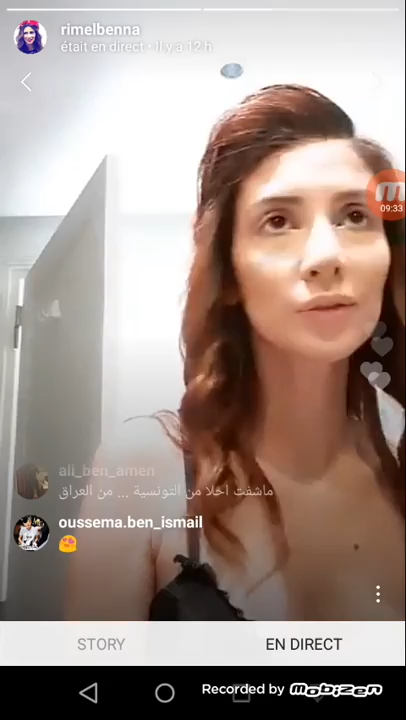 rimelbenna
était en direct • Il y a 12 h
09:33
ali_ben_amen
ماشفت احلا من التونسية ... من العراق
oussema.ben_ismail
STORY
EN DIRECT
Recorded by mobizen